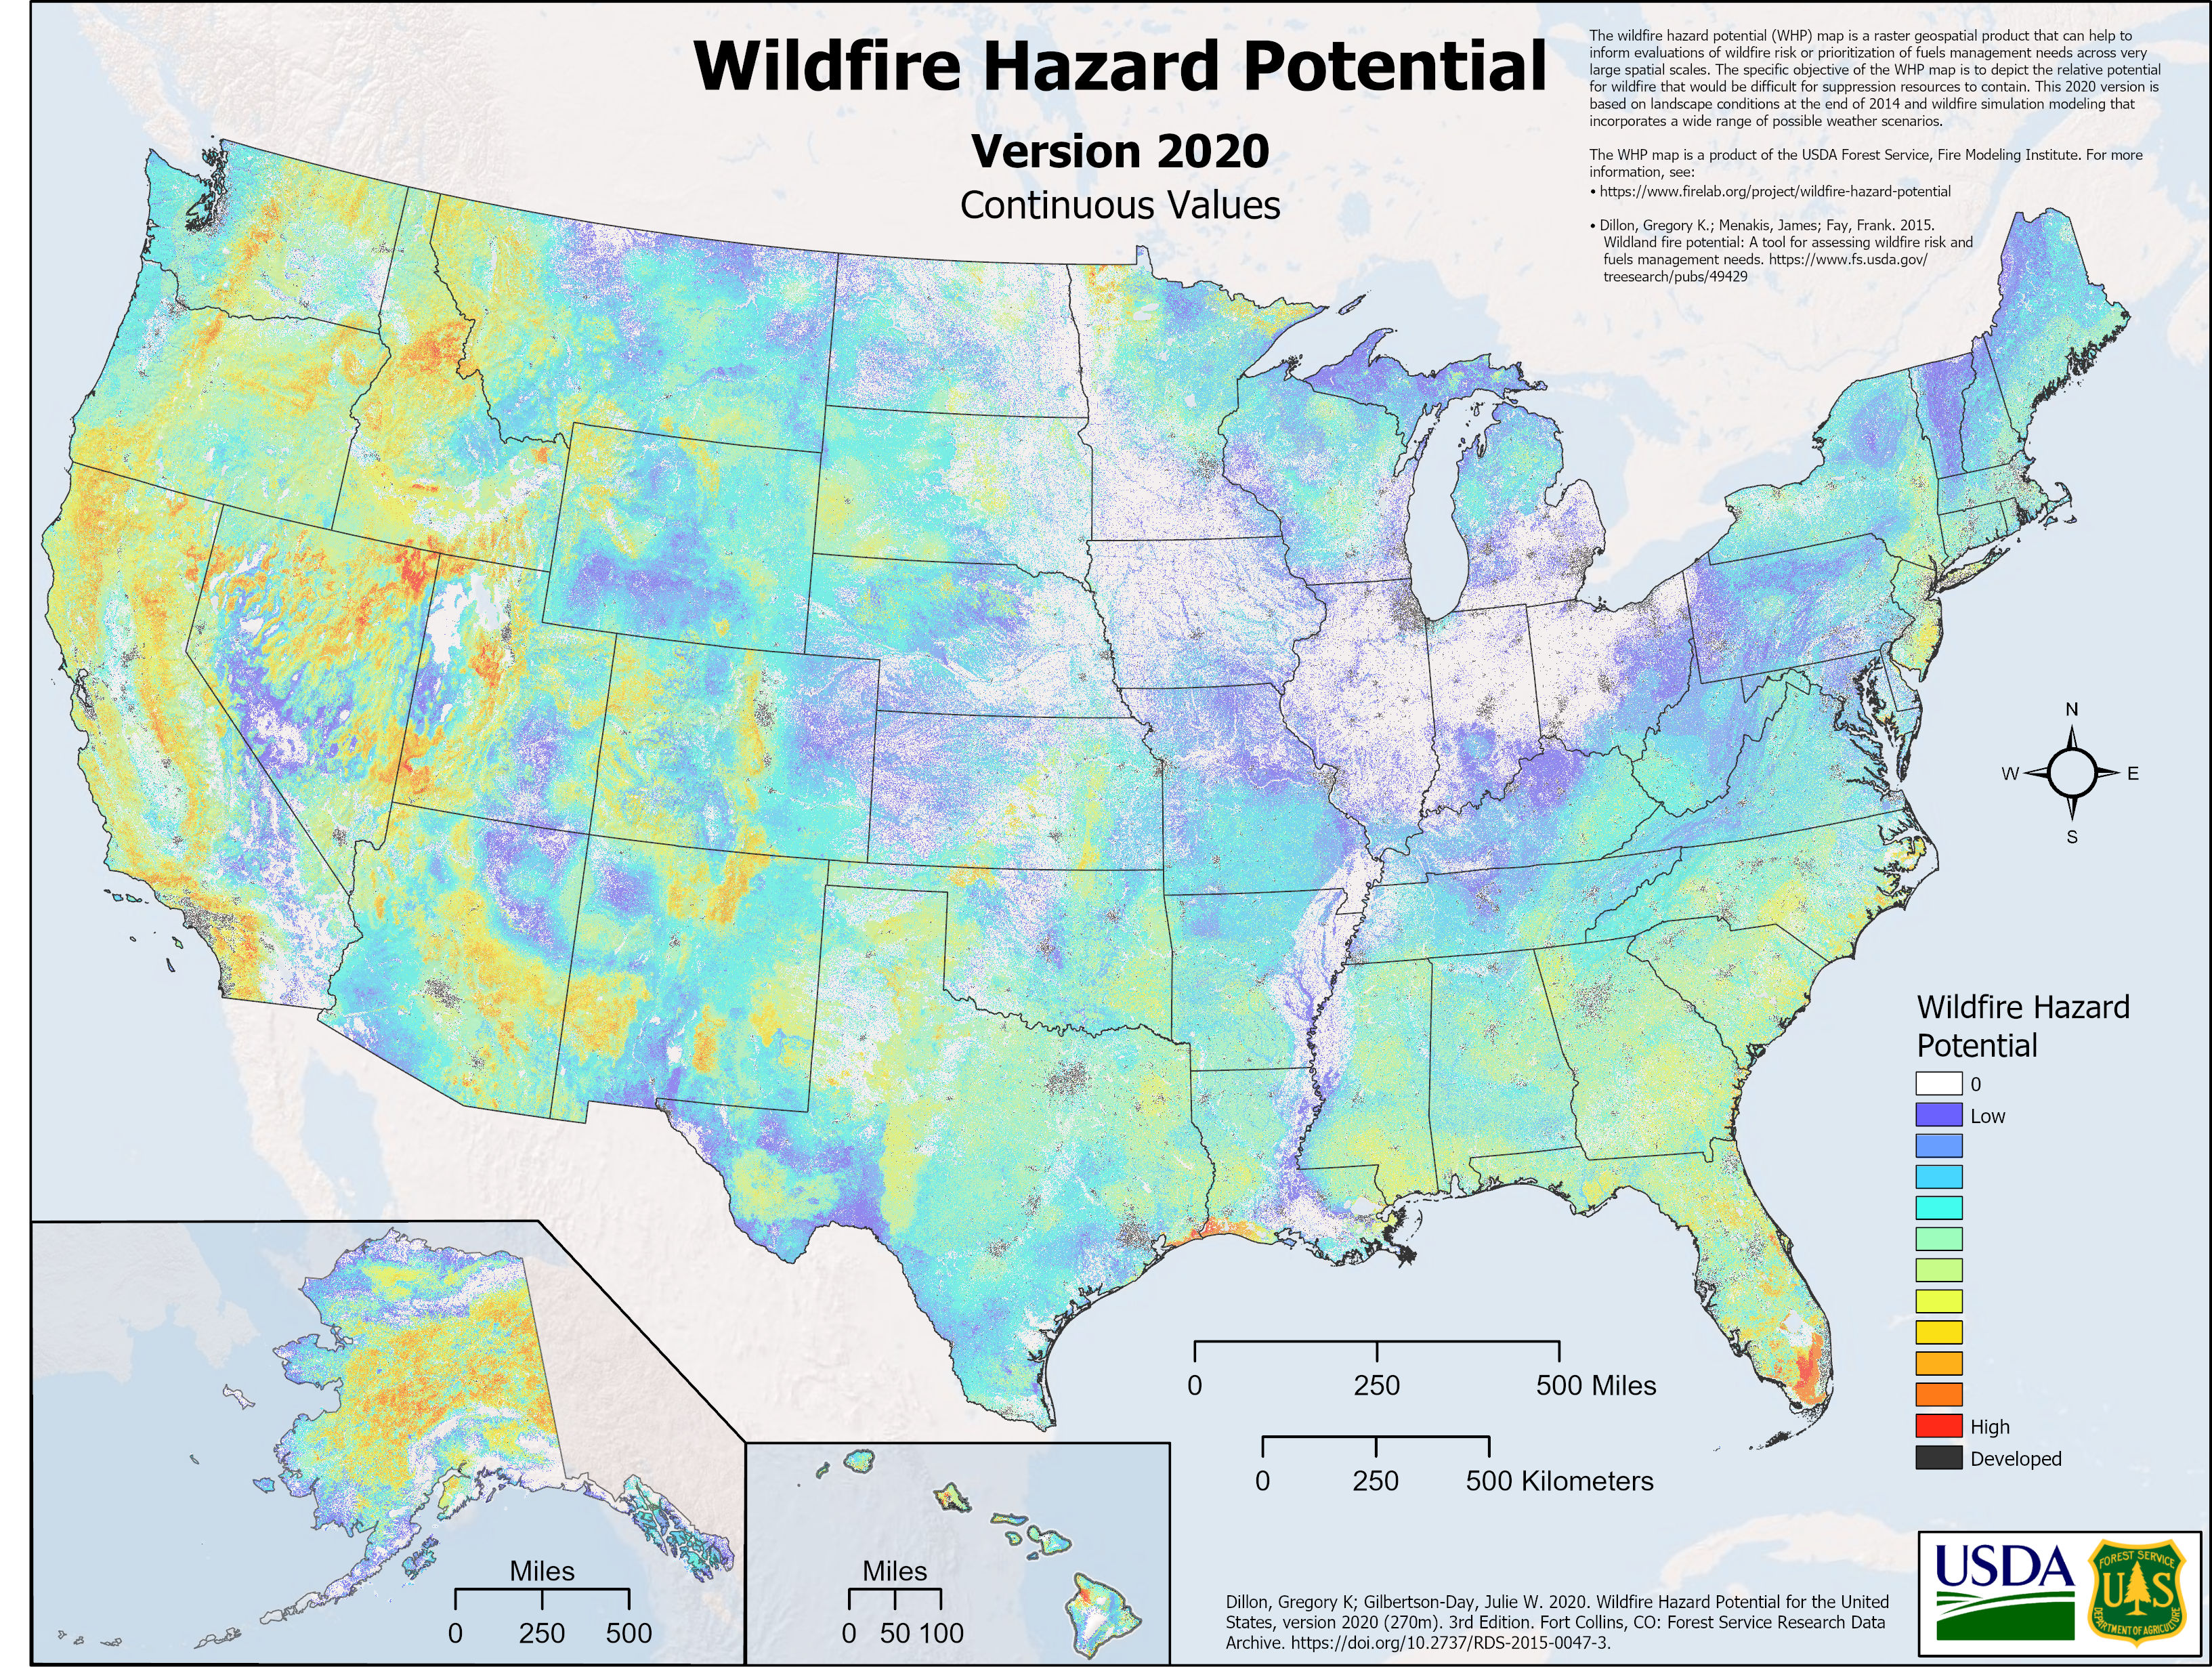 Wildfire Hazard Potential
Version 2020
Continuous Values
The wildfire hazard potential (WHP) map is a raster geospatial product that can help to
inform evaluations of wildfire risk or prioritization of fuels management needs across very
large spatial scales. The specific objective of the WHP map is to depict the relative potential
for wildfire that would be difficult for suppression resources to contain. This 2020 version is
based on landscape conditions at the end of 2014 and wildfire simulation modeling that
incorporates a wide range of possible weather scenarios.
The WHP map is a product of the USDA Forest Service, Fire Modeling Institute. For more
information, see:
• https://www.firelab.org/project/wildfire-hazard-potential
• Dillon, Gregory K.; Menakis, James; Fay, Frank. 2015.
Wildland fire potential: A tool for assessing wildfire risk and
fuels management needs. https://www.fs.usda.gov/
treesearch/pubs/49429
N
W E
S
Wildfire Hazard
Potential
0
Low
High
Developed
0 250 500 Miles
0 250 500 Kilometers
Miles
0 250 500
Miles
0 50 100
Dillon, Gregory K; Gilbertson-Day, Julie W. 2020. Wildfire Hazard Potential for the United
States, version 2020 (270m). 3rd Edition. Fort Collins, CO: Forest Service Research Data
Archive. https://doi.org/10.2737/RDS-2015-0047-3.
USDA
FOREST SERVICE
U S
DEPARTMENT OF AGRICULTURE